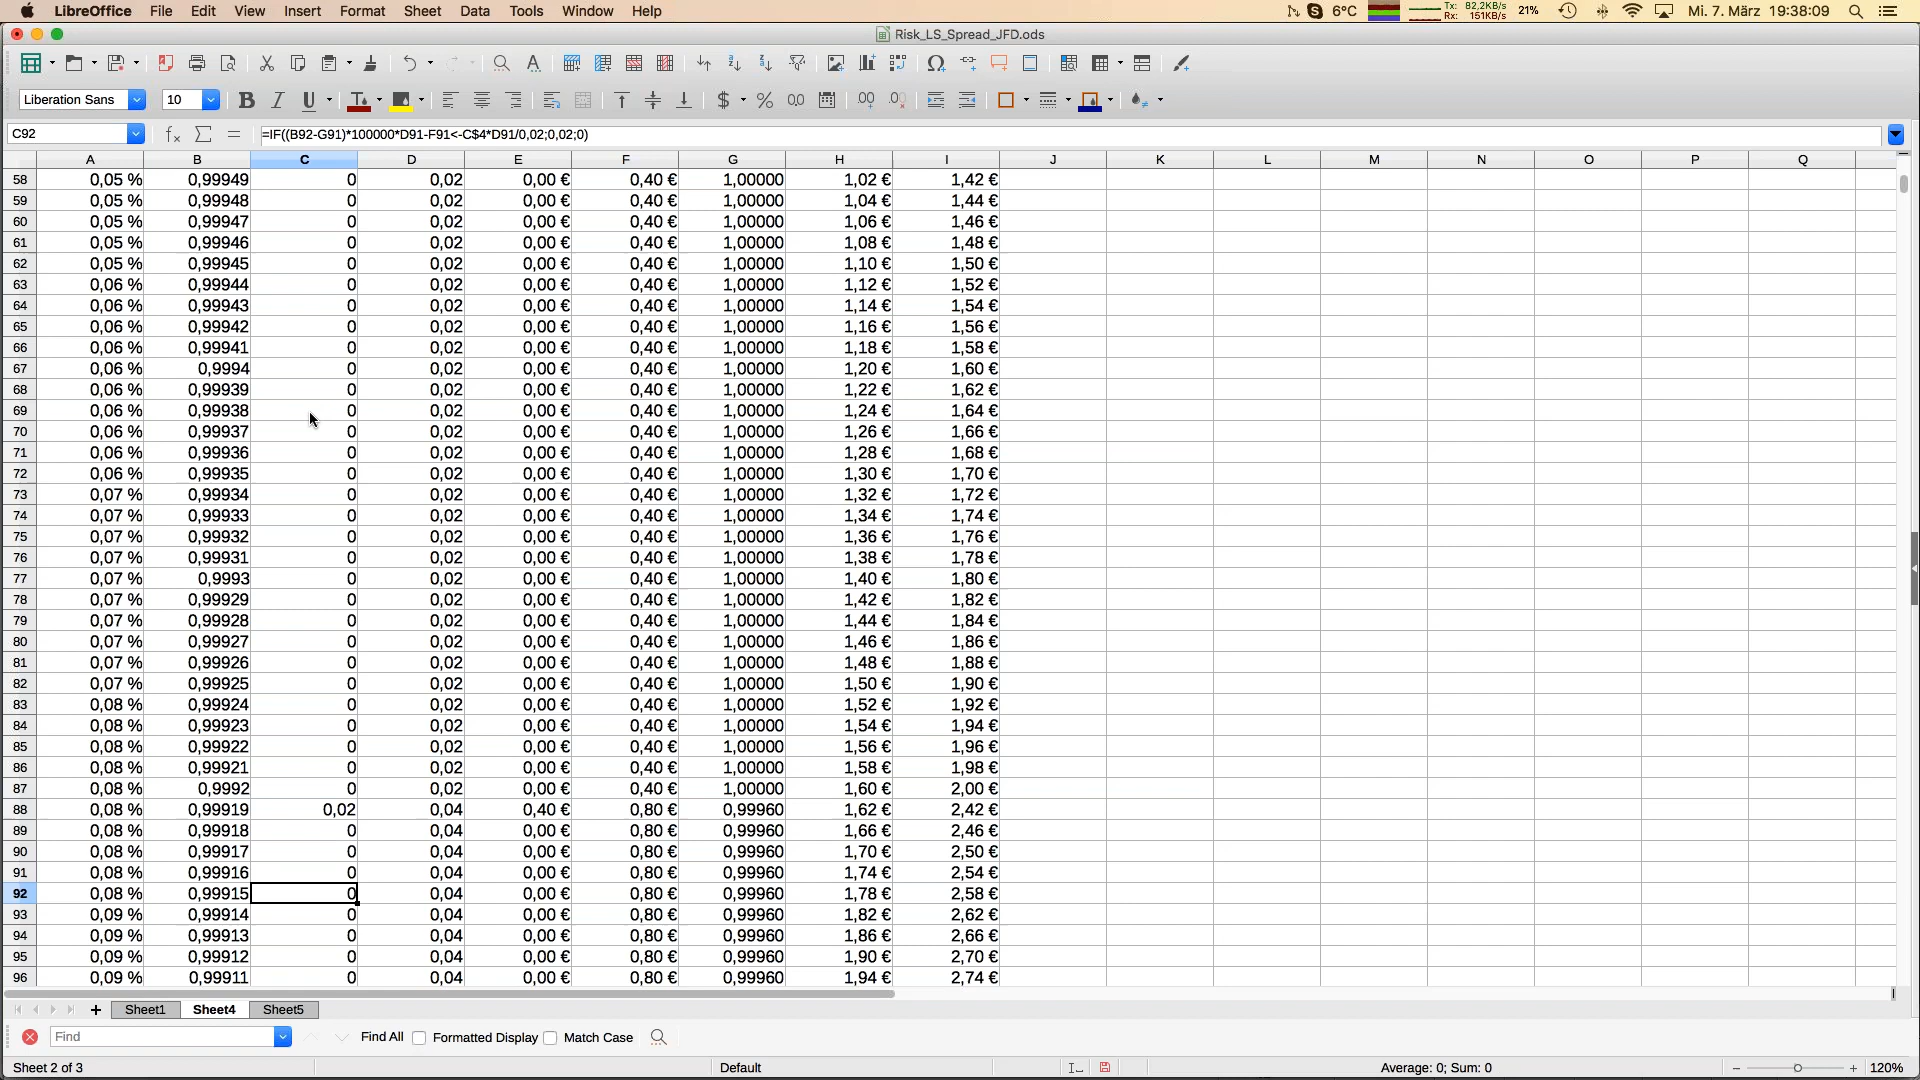 LibreOffice File Edit View Insert Format Sheet Data Tools Window Help 6°C Tx: 82,2KB/s Rx: 151KB/s 21% Mi. 7. März 19:38:09
Risk_LS_Spread_JFD.ods
Liberation Sans 10
C92 =IF((B92-G91)*100000*D91-F91<-C$4*D91/0,02;0,02;0)
A B C D E F G H I J K L M N O P Q
58 0,05 % 0,99949 0 0,02 0,00 € 0,40 € 1,00000 1,02 € 1,42 €
59 0,05 % 0,99948 0 0,02 0,00 € 0,40 € 1,00000 1,04 € 1,44 €
60 0,05 % 0,99947 0 0,02 0,00 € 0,40 € 1,00000 1,06 € 1,46 €
61 0,05 % 0,99946 0 0,02 0,00 € 0,40 € 1,00000 1,08 € 1,48 €
62 0,05 % 0,99945 0 0,02 0,00 € 0,40 € 1,00000 1,10 € 1,50 €
63 0,06 % 0,99944 0 0,02 0,00 € 0,40 € 1,00000 1,12 € 1,52 €
64 0,06 % 0,99943 0 0,02 0,00 € 0,40 € 1,00000 1,14 € 1,54 €
65 0,06 % 0,99942 0 0,02 0,00 € 0,40 € 1,00000 1,16 € 1,56 €
66 0,06 % 0,99941 0 0,02 0,00 € 0,40 € 1,00000 1,18 € 1,58 €
67 0,06 % 0,9994 0 0,02 0,00 € 0,40 € 1,00000 1,20 € 1,60 €
68 0,06 % 0,99939 0 0,02 0,00 € 0,40 € 1,00000 1,22 € 1,62 €
69 0,06 % 0,99938 0 0,02 0,00 € 0,40 € 1,00000 1,24 € 1,64 €
70 0,06 % 0,99937 0 0,02 0,00 € 0,40 € 1,00000 1,26 € 1,66 €
71 0,06 % 0,99936 0 0,02 0,00 € 0,40 € 1,00000 1,28 € 1,68 €
72 0,06 % 0,99935 0 0,02 0,00 € 0,40 € 1,00000 1,30 € 1,70 €
73 0,07 % 0,99934 0 0,02 0,00 € 0,40 € 1,00000 1,32 € 1,72 €
74 0,07 % 0,99933 0 0,02 0,00 € 0,40 € 1,00000 1,34 € 1,74 €
75 0,07 % 0,99932 0 0,02 0,00 € 0,40 € 1,00000 1,36 € 1,76 €
76 0,07 % 0,99931 0 0,02 0,00 € 0,40 € 1,00000 1,38 € 1,78 €
77 0,07 % 0,9993 0 0,02 0,00 € 0,40 € 1,00000 1,40 € 1,80 €
78 0,07 % 0,99929 0 0,02 0,00 € 0,40 € 1,00000 1,42 € 1,82 €
79 0,07 % 0,99928 0 0,02 0,00 € 0,40 € 1,00000 1,44 € 1,84 €
80 0,07 % 0,99927 0 0,02 0,00 € 0,40 € 1,00000 1,46 € 1,86 €
81 0,07 % 0,99926 0 0,02 0,00 € 0,40 € 1,00000 1,48 € 1,88 €
82 0,07 % 0,99925 0 0,02 0,00 € 0,40 € 1,00000 1,50 € 1,90 €
83 0,08 % 0,99924 0 0,02 0,00 € 0,40 € 1,00000 1,52 € 1,92 €
84 0,08 % 0,99923 0 0,02 0,00 € 0,40 € 1,00000 1,54 € 1,94 €
85 0,08 % 0,99922 0 0,02 0,00 € 0,40 € 1,00000 1,56 € 1,96 €
86 0,08 % 0,99921 0 0,02 0,00 € 0,40 € 1,00000 1,58 € 1,98 €
87 0,08 % 0,9992 0 0,02 0,00 € 0,40 € 1,00000 1,60 € 2,00 €
88 0,08 % 0,99919 0,02 0,04 0,40 € 0,80 € 0,99960 1,62 € 2,42 €
89 0,08 % 0,99918 0 0,04 0,00 € 0,80 € 0,99960 1,66 € 2,46 €
90 0,08 % 0,99917 0 0,04 0,00 € 0,80 € 0,99960 1,70 € 2,50 €
91 0,08 % 0,99916 0 0,04 0,00 € 0,80 € 0,99960 1,74 € 2,54 €
92 0,08 % 0,99915 0 0,04 0,00 € 0,80 € 0,99960 1,78 € 2,58 €
93 0,09 % 0,99914 0 0,04 0,00 € 0,80 € 0,99960 1,82 € 2,62 €
94 0,09 % 0,99913 0 0,04 0,00 € 0,80 € 0,99960 1,86 € 2,66 €
95 0,09 % 0,99912 0 0,04 0,00 € 0,80 € 0,99960 1,90 € 2,70 €
96 0,09 % 0,99911 0 0,04 0,00 € 0,80 € 0,99960 1,94 € 2,74 €
Sheet1 Sheet4 Sheet5
Find Find All Formatted Display Match Case
Sheet 2 of 3 Default Average: 0; Sum: 0 120%